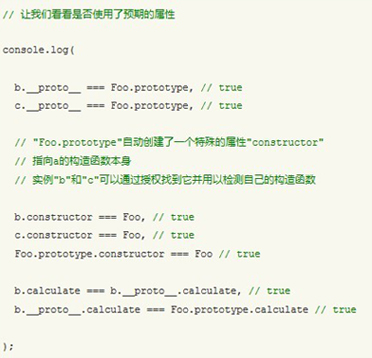 // 让我们看看是否使用了预期的属性
console.log(
b.__proto__ === Foo.prototype, // true
c.__proto__ === Foo.prototype, // true
// "Foo.prototype"自动创建了一个特殊的属性"constructor"
// 指向a的构造函数本身
// 实例"b"和"c"可以通过授权找到它并用以检测自己的构造函数
b.constructor === Foo, // true
c.constructor === Foo, // true
Foo.prototype.constructor === Foo // true
b.calculate === b.__proto__.calculate, // true
b.__proto__.calculate === Foo.prototype.calculate // true
);